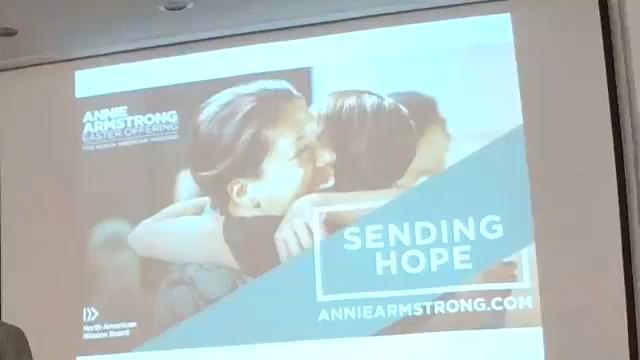 ANNIE
ARMSTRONG
EASTER OFFERING
FOR NORTH AMERICAN MISSIONS
SENDING
HOPE
ANNIEARMSTRONG.COM
North American
Mission Board